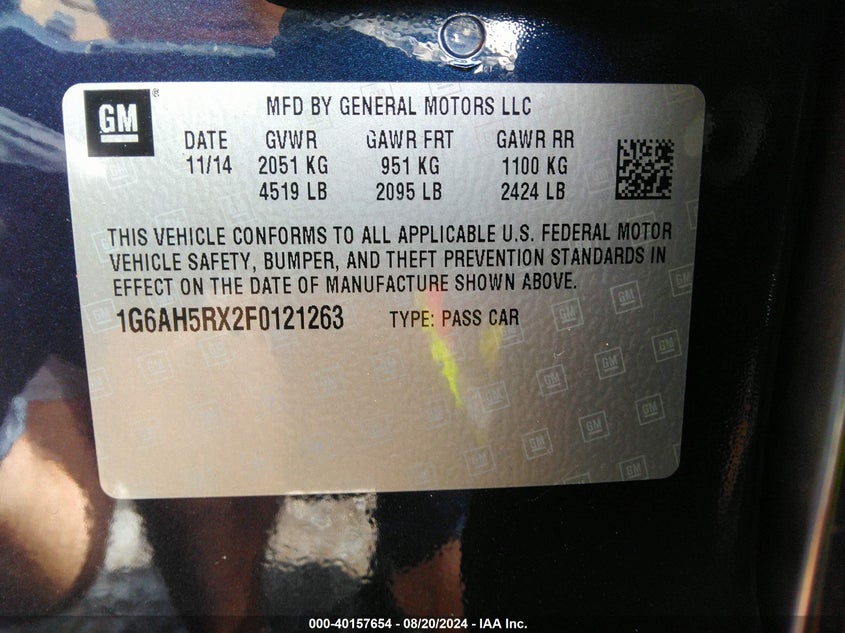 GM ®
MFD BY GENERAL MOTORS LLC
DATE GVWR GAWR FRT GAWR RR
11/14 2051 KG 951 KG 1100 KG
4519 LB 2095 LB 2424 LB
THIS VEHICLE CONFORMS TO ALL APPLICABLE U.S. FEDERAL MOTOR
VEHICLE SAFETY, BUMPER, AND THEFT PREVENTION STANDARDS IN
EFFECT ON THE DATE OF MANUFACTURE SHOWN ABOVE.
1G6AH5RX2F0121263 TYPE: PASS CAR
000-40157654 - 08/20/2024 - IAA Inc.